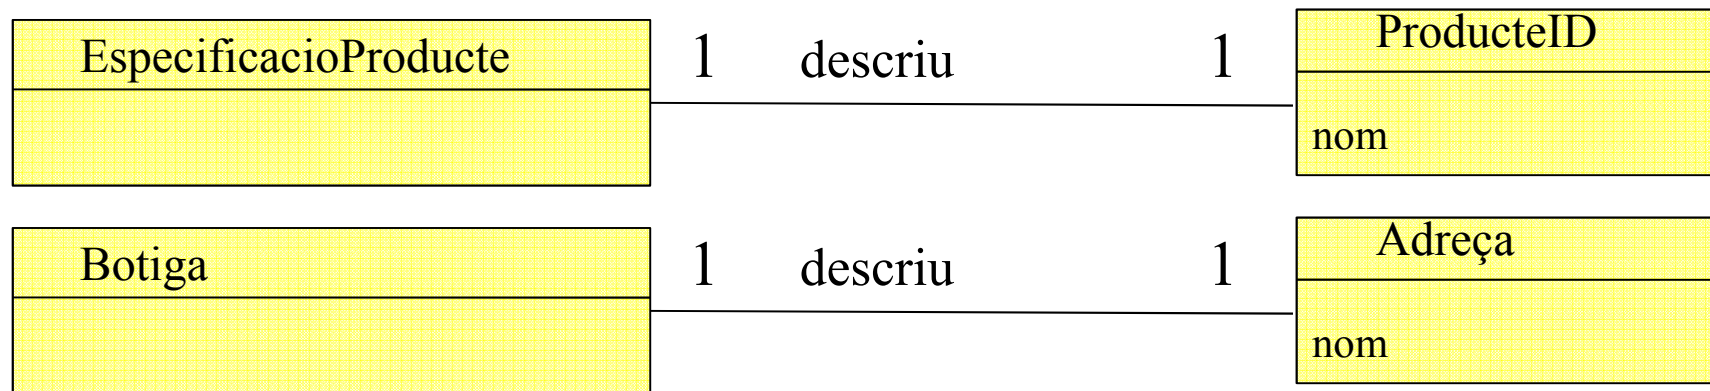 EspecificacioProducte 1 descriu 1 ProducteID
nom
Botiga 1 descriu 1 Adreça
nom